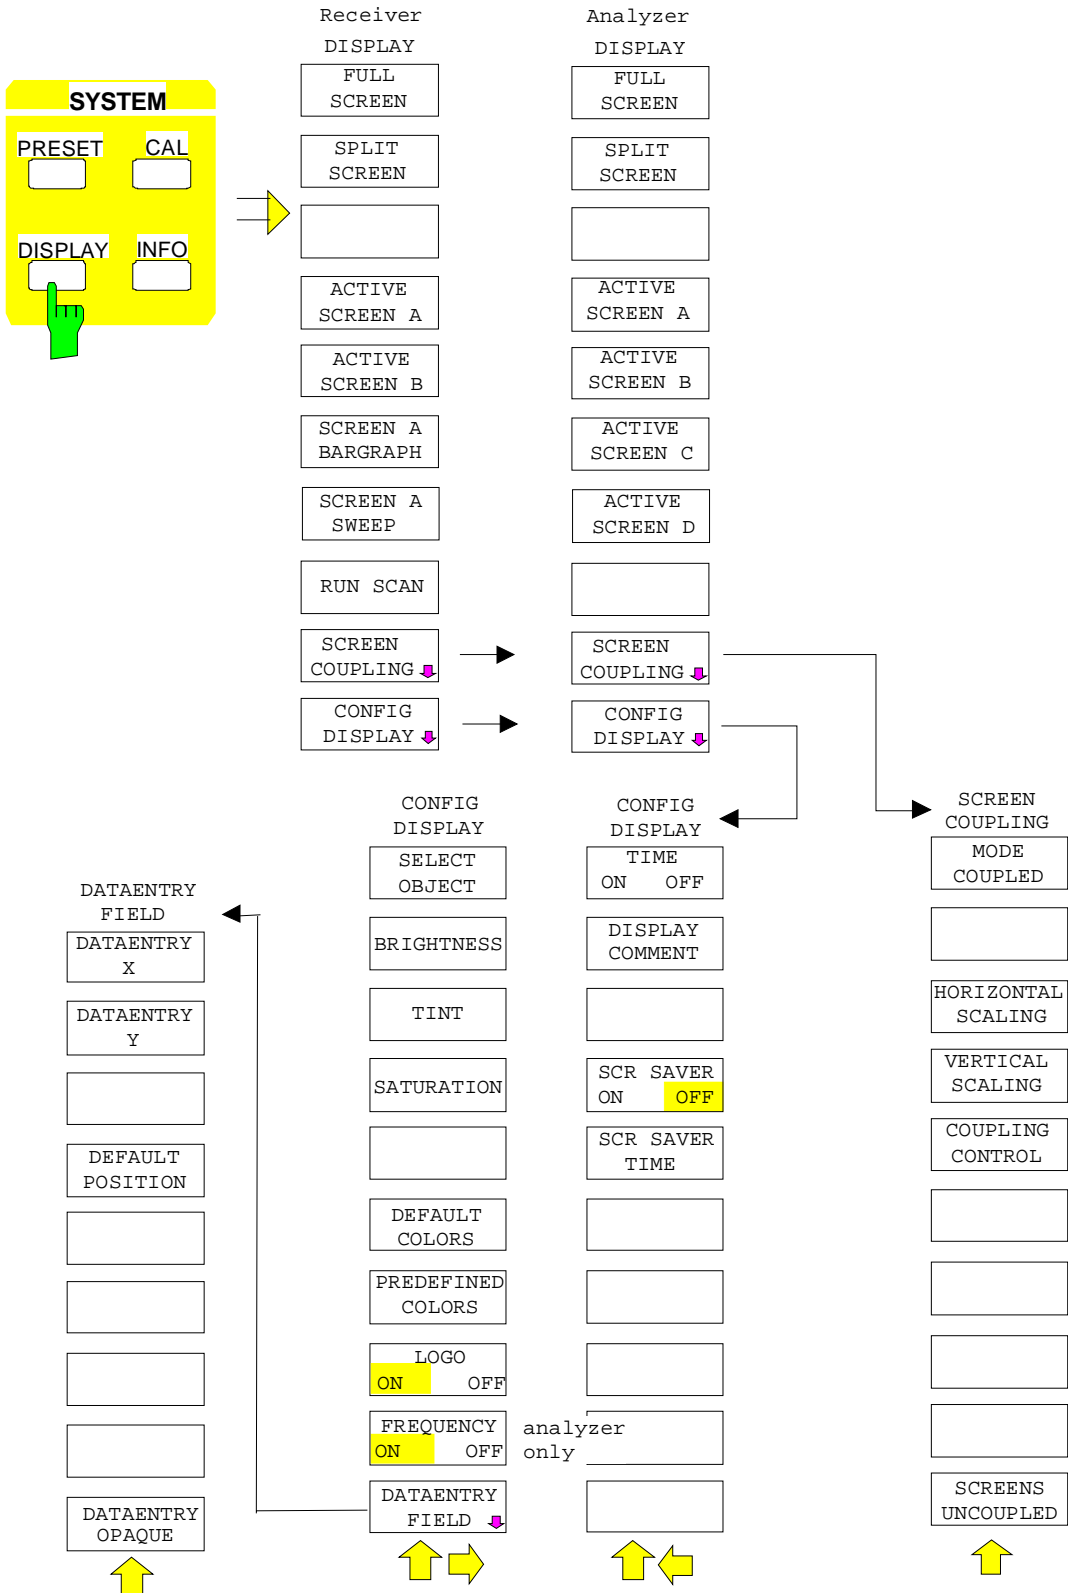 Receiver
DISPLAY
FULL
SCREEN
SPLIT
SCREEN
ACTIVE
SCREEN A
ACTIVE
SCREEN B
SCREEN A
BARGRAPH
SCREEN A
SWEEP
RUN SCAN
SCREEN
COUPLING
CONFIG
DISPLAY
Analyzer
DISPLAY
FULL
SCREEN
SPLIT
SCREEN
ACTIVE
SCREEN A
ACTIVE
SCREEN B
ACTIVE
SCREEN C
ACTIVE
SCREEN D
SCREEN
COUPLING
CONFIG
DISPLAY
SYSTEM
PRESET CAL
DISPLAY INFO
DATAENTRY
FIELD
DATAENTRY
X
DATAENTRY
Y
DEFAULT
POSITION
DATAENTRY
OPAQUE
CONFIG
DISPLAY
SELECT
OBJECT
BRIGHTNESS
TINT
SATURATION
DEFAULT
COLORS
PREDEFINED
COLORS
LOGO
ON OFF
FREQUENCY
ON OFF
analyzer
only
DATAENTRY
FIELD
CONFIG
DISPLAY
TIME
ON OFF
DISPLAY
COMMENT
SCR SAVER
ON OFF
SCR SAVER
TIME
SCREEN
COUPLING
MODE
COUPLED
HORIZONTAL
SCALING
VERTICAL
SCALING
COUPLING
CONTROL
SCREENS
UNCOUPLED